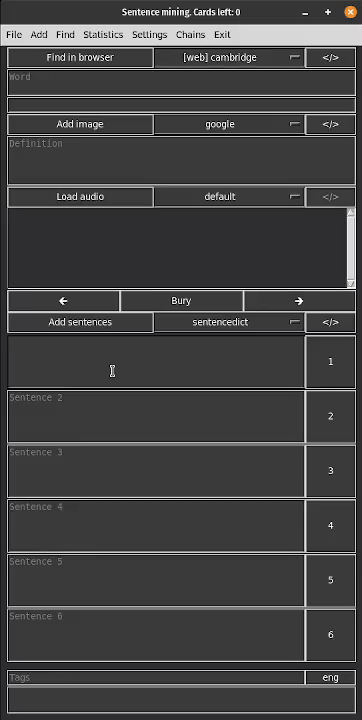 Sentence mining. Cards left: 0
File Add Find Statistics Settings Chains Exit
Find in browser [web] cambridge </>
Word
Add image google </>
Definition
Load audio default </>
← Bury →
Add sentences sentencedict </>
1
Sentence 2 2
Sentence 3 3
Sentence 4 4
Sentence 5 5
Sentence 6 6
Tags eng